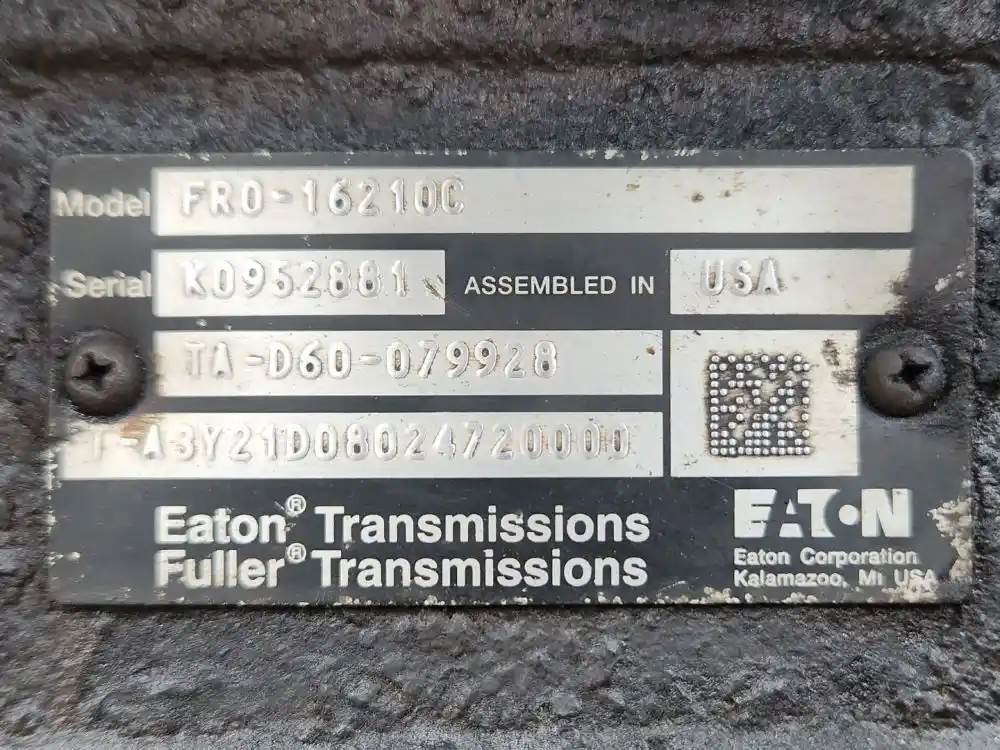 Model FRO-16210C
Serial K0952881 ASSEMBLED IN USA
TA-D60-079928
T-A3Y21D08024720000
Eaton® Transmissions
Fuller® Transmissions
EATON
Eaton Corporation
Kalamazoo, MI USA